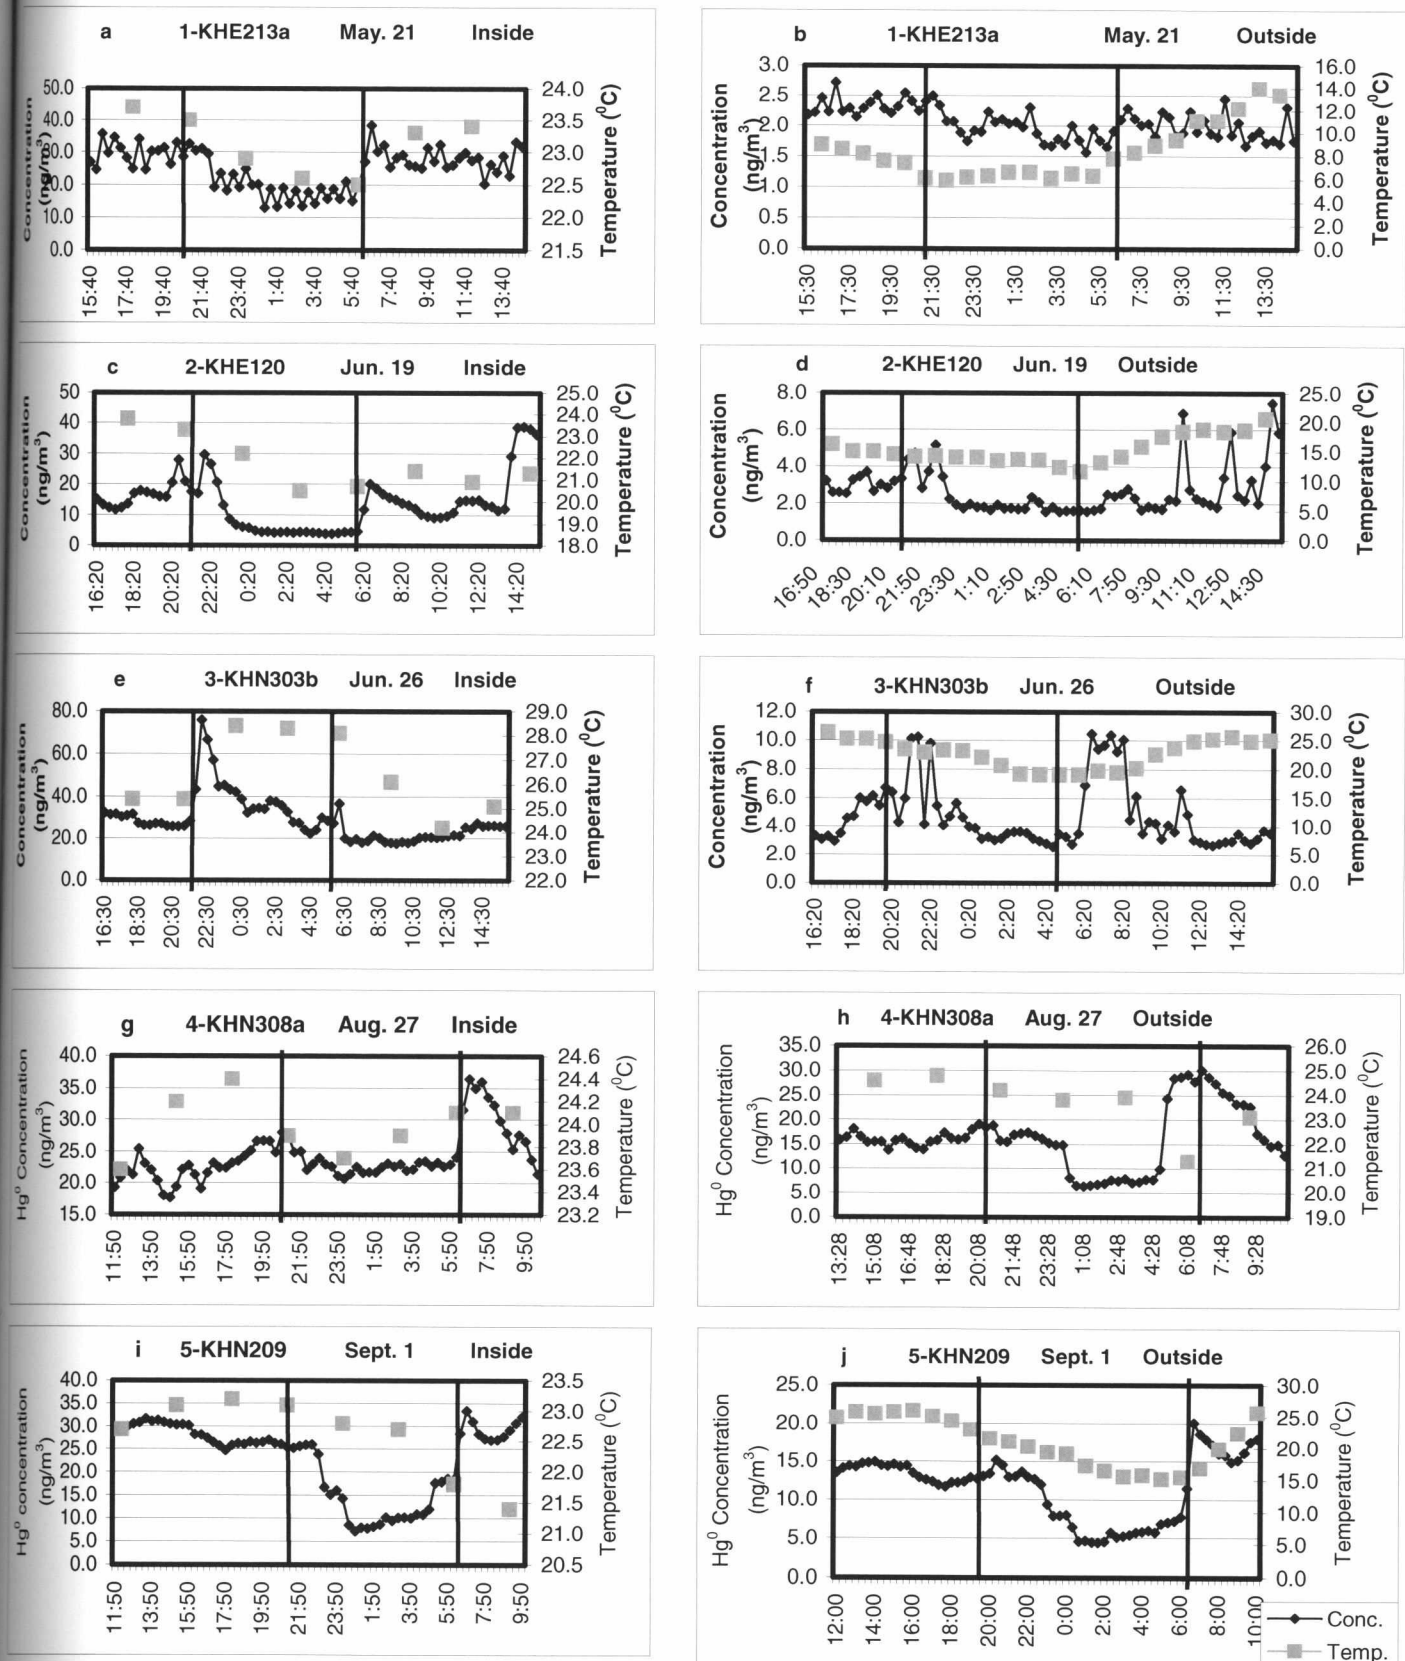 a 1-KHE213a May. 21 Inside
Concentration
(ng/m³)
50.0
40.0
30.0
20.0
10.0
0.0
24.0
23.5
23.0
22.5
22.0
21.5
Temperature (⁰C)
15:40 17:40 19:40 21:40 23:40 1:40 3:40 5:40 7:40 9:40 11:40 13:40
b 1-KHE213a May. 21 Outside
Concentration
(ng/m³)
3.0
2.5
2.0
1.5
1.0
0.5
0.0
16.0
14.0
12.0
10.0
8.0
6.0
4.0
2.0
0.0
Temperature (⁰C)
15:30 17:30 19:30 21:30 23:30 1:30 3:30 5:30 7:30 9:30 11:30 13:30
c 2-KHE120 Jun. 19 Inside
Concentration
(ng/m³)
50
40
30
20
10
0
25.0
24.0
23.0
22.0
21.0
20.0
19.0
18.0
Temperature (⁰C)
16:20 18:20 20:20 22:20 0:20 2:20 4:20 6:20 8:20 10:20 12:20 14:20
d 2-KHE120 Jun. 19 Outside
Concentration
(ng/m³)
8.0
6.0
4.0
2.0
0.0
25.0
20.0
15.0
10.0
5.0
0.0
Temperature (⁰C)
16:50 18:30 20:10 21:50 23:30 1:10 2:50 4:30 6:10 7:50 9:30 11:10 12:50 14:30
e 3-KHN303b Jun. 26 Inside
Concentration
(ng/m³)
80.0
60.0
40.0
20.0
0.0
29.0
28.0
27.0
26.0
25.0
24.0
23.0
22.0
Temperature (⁰C)
16:30 18:30 20:30 22:30 0:30 2:30 4:30 6:30 8:30 10:30 12:30 14:30
f 3-KHN303b Jun. 26 Outside
Concentration
(ng/m³)
12.0
10.0
8.0
6.0
4.0
2.0
0.0
30.0
25.0
20.0
15.0
10.0
5.0
0.0
Temperature (⁰C)
16:20 18:20 20:20 22:20 0:20 2:20 4:20 6:20 8:20 10:20 12:20 14:20
g 4-KHN308a Aug. 27 Inside
Hg⁰ Concentration
(ng/m³)
40.0
35.0
30.0
25.0
20.0
15.0
24.6
24.4
24.2
24.0
23.8
23.6
23.4
23.2
Temperature (⁰C)
11:50 13:50 15:50 17:50 19:50 21:50 23:50 1:50 3:50 5:50 7:50 9:50
h 4-KHN308a Aug. 27 Outside
Hg⁰ Concentration
(ng/m³)
35.0
30.0
25.0
20.0
15.0
10.0
5.0
0.0
26.0
25.0
24.0
23.0
22.0
21.0
20.0
19.0
Temp. (⁰C)
13:28 15:08 16:48 18:28 20:08 21:48 23:28 1:08 2:48 4:28 6:08 7:48 9:28
i 5-KHN209 Sept. 1 Inside
Hg⁰ concentration
(ng/m³)
40.0
35.0
30.0
25.0
20.0
15.0
10.0
5.0
0.0
23.5
23.0
22.5
22.0
21.5
21.0
20.5
Temperature (⁰C)
11:50 13:50 15:50 17:50 19:50 21:50 23:50 1:50 3:50 5:50 7:50 9:50
j 5-KHN209 Sept. 1 Outside
Hg⁰ Concentration
(ng/m³)
25.0
20.0
15.0
10.0
5.0
0.0
30.0
25.0
20.0
15.0
10.0
5.0
0.0
Temp. (⁰C)
12:00 14:00 16:00 18:00 20:00 22:00 0:00 2:00 4:00 6:00 8:00 10:00
Conc.
Temp.